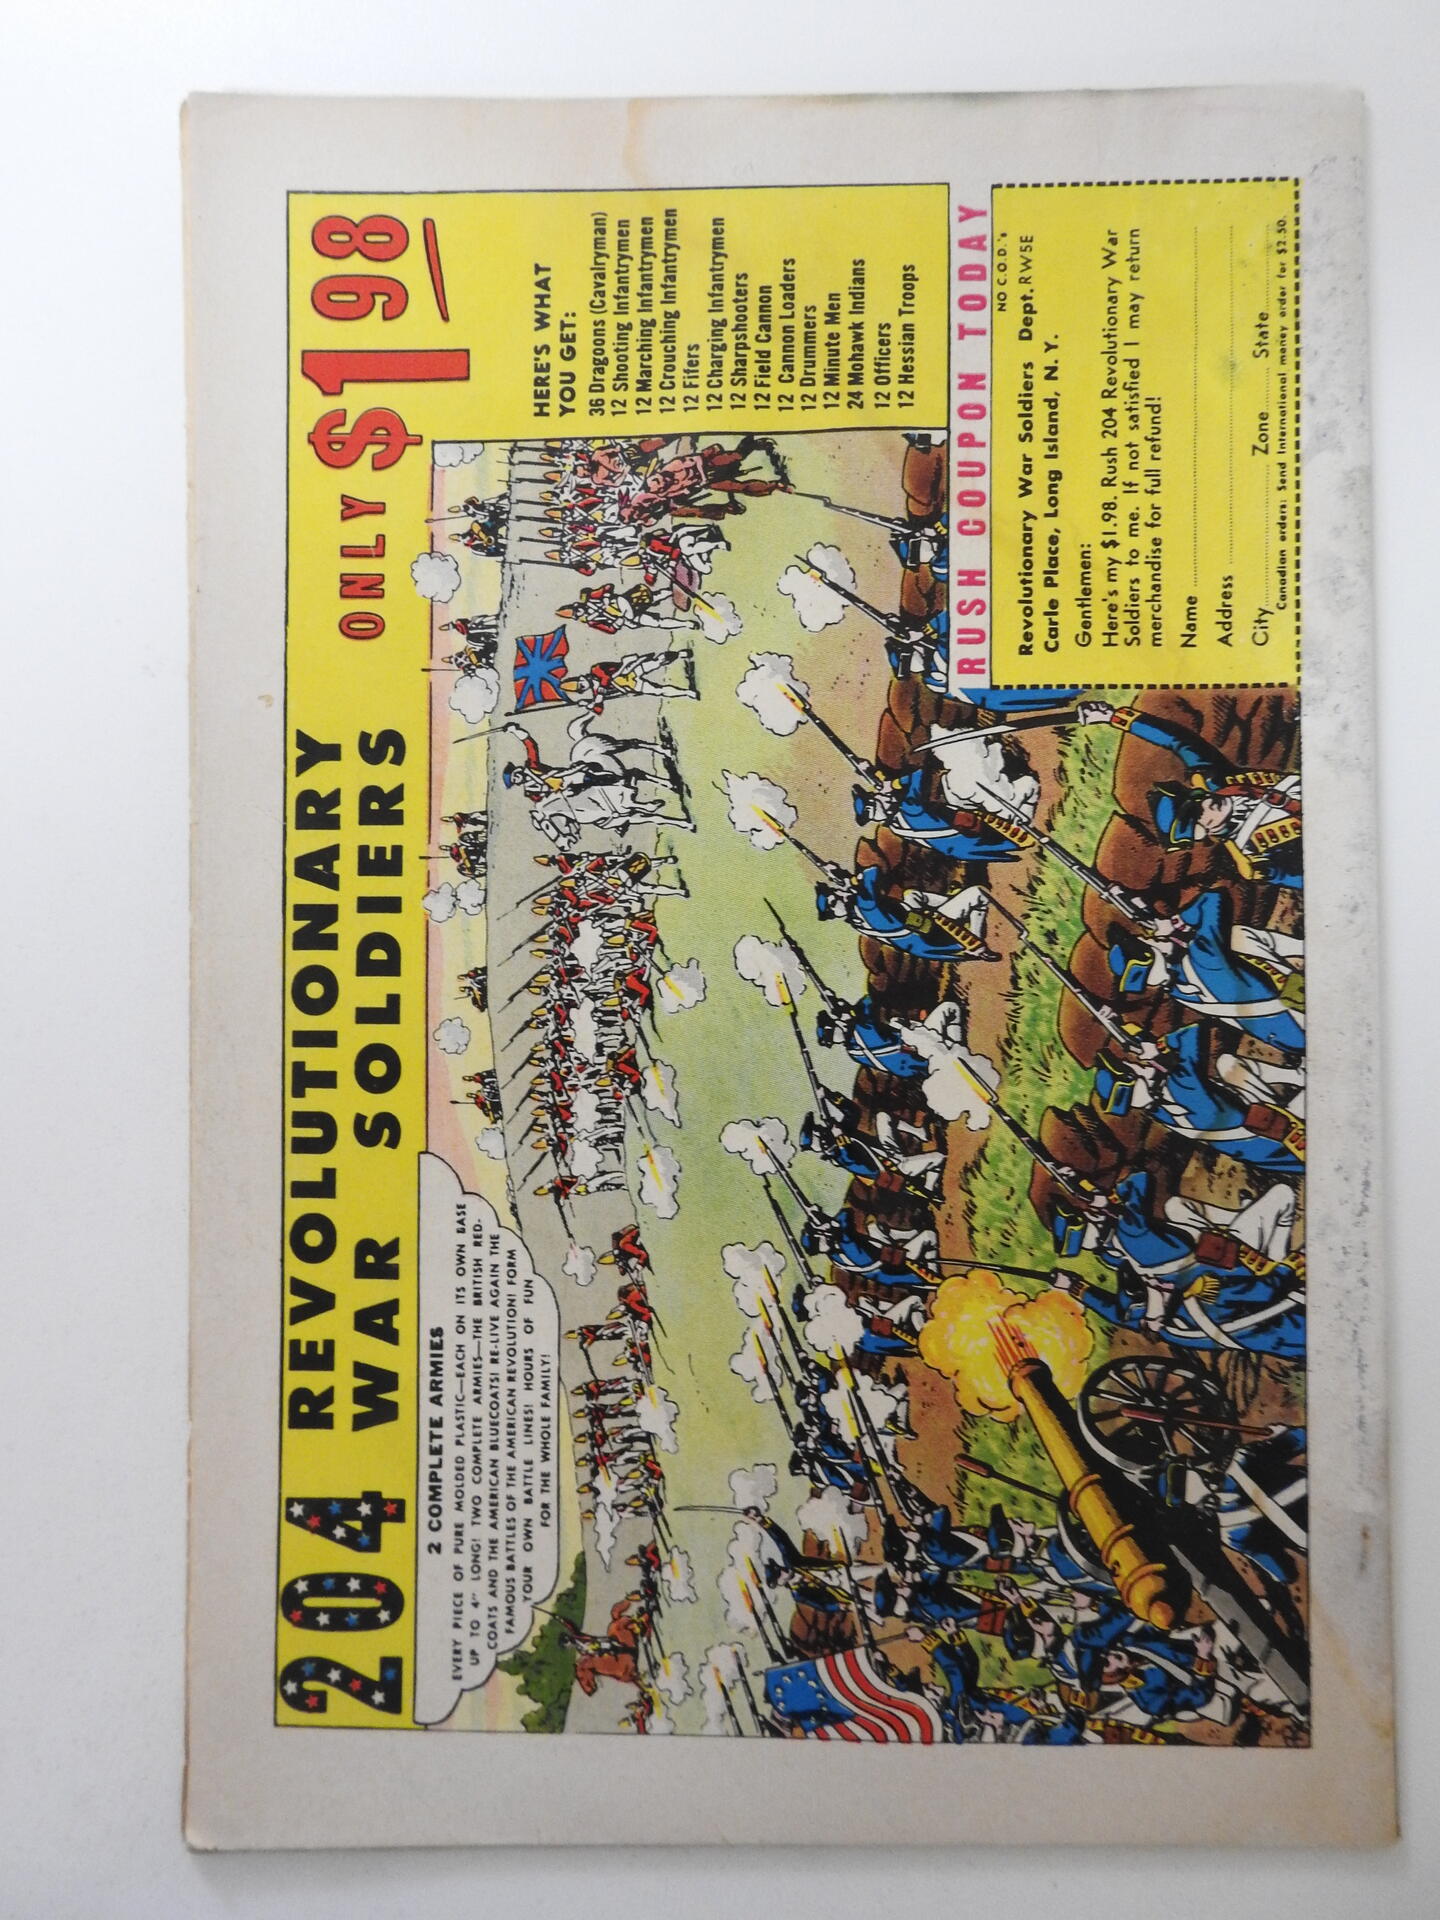 204 REVOLUTIONARY
WAR SOLDIERS
ONLY $1 98
2 COMPLETE ARMIES
EVERY PIECE OF PURE MOLDED PLASTIC—EACH ON ITS OWN BASE
UP TO 4" LONG! TWO COMPLETE ARMIES—THE BRITISH RED-
COATS AND THE AMERICAN BLUECOATS! RE-LIVE AGAIN THE
FAMOUS BATTLES OF THE AMERICAN REVOLUTION! FORM
YOUR OWN BATTLE LINES! HOURS OF FUN
FOR THE WHOLE FAMILY!
HERE'S WHAT
YOU GET:
36 Dragoons (Cavalryman)
12 Shooting Infantrymen
12 Marching Infantrymen
12 Crouching Infantrymen
12 Fifers
12 Charging Infantrymen
12 Sharpshooters
12 Field Cannon
12 Cannon Loaders
12 Drummers
12 Minute Men
24 Mohawk Indians
12 Officers
12 Hessian Troops
RUSH COUPON TODAY
NO C.O.D.'s
Revolutionary War Soldiers Dept. RW5E
Carle Place, Long Island, N. Y.
Gentlemen:
Here's my $1.98. Rush 204 Revolutionary War
Soldiers to me. If not satisfied I may return
merchandise for full refund!
Name
Address
City Zone State
Canadian orders: Send International money order for $2.50.